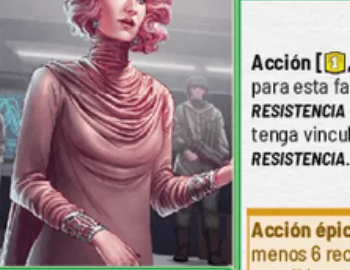 Acción [1,
para esta fa
RESISTENCIA
tenga vincul
RESISTENCIA.
Acción épic
menos 6 rec